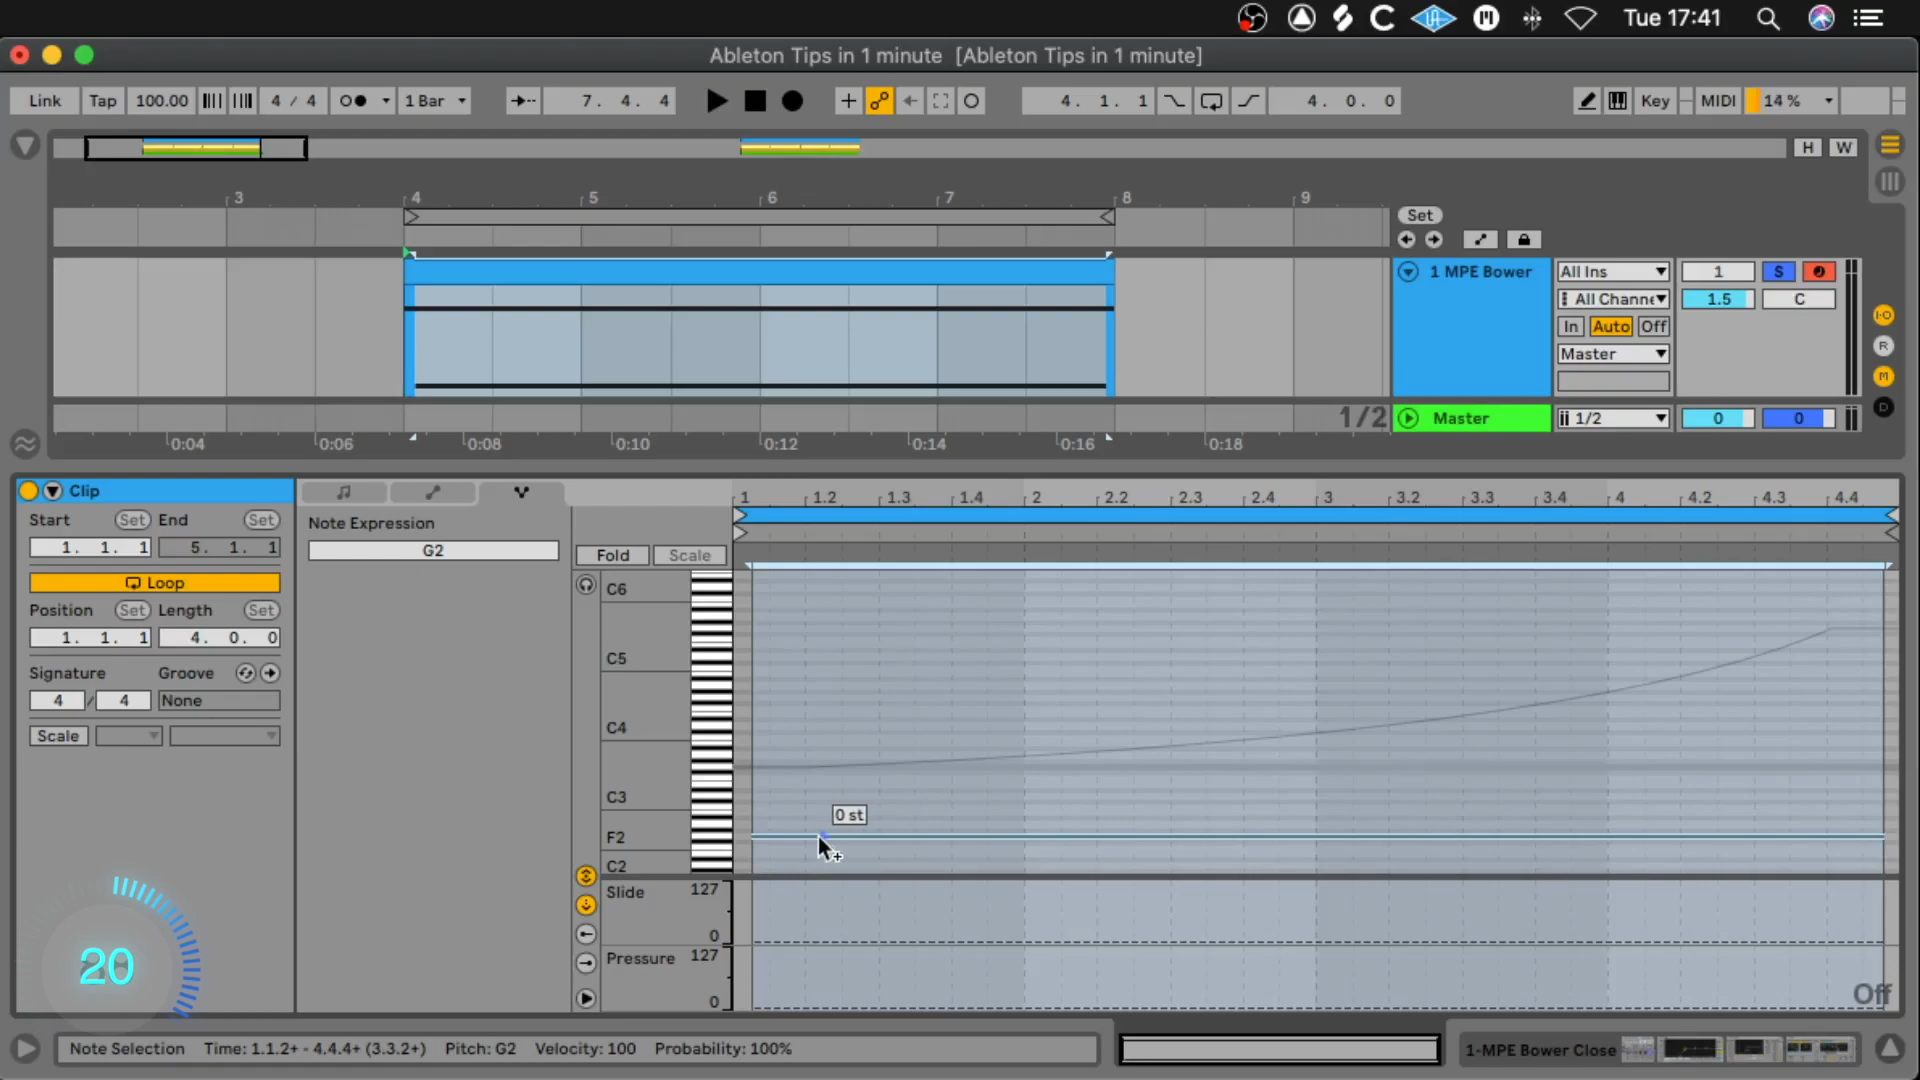 Tue 17:41
Ableton Tips in 1 minute [Ableton Tips in 1 minute]
Link Tap 100.00 4 / 4 1 Bar 7. 4. 4 4. 1. 1 4. 0. 0 Key MIDI 14 %
H W
3 4 5 6 7 8 9
Set
1 MPE Bower All Ins 1 S
All Channe 1.5 C
In Auto Off
Master
1/2 Master 1/2 0 0
0:04 0:06 0:08 0:10 0:12 0:14 0:16 0:18
I·O
R
M
D
Clip
Start Set End Set
1. 1. 1 5. 1. 1
Loop
Position Set Length Set
1. 1. 1 4. 0. 0
Signature Groove
4 / 4 None
Scale
Note Expression
G2
Fold Scale
1 1.2 1.3 1.4 2 2.2 2.3 2.4 3 3.2 3.3 3.4 4 4.2 4.3 4.4
C6
C5
C4
C3
0 st
F2
C2
Slide 127
0
Pressure 127
0
Off
20
Note Selection Time: 1.1.2+ - 4.4.4+ (3.3.2+) Pitch: G2 Velocity: 100 Probability: 100%
1-MPE Bower Close